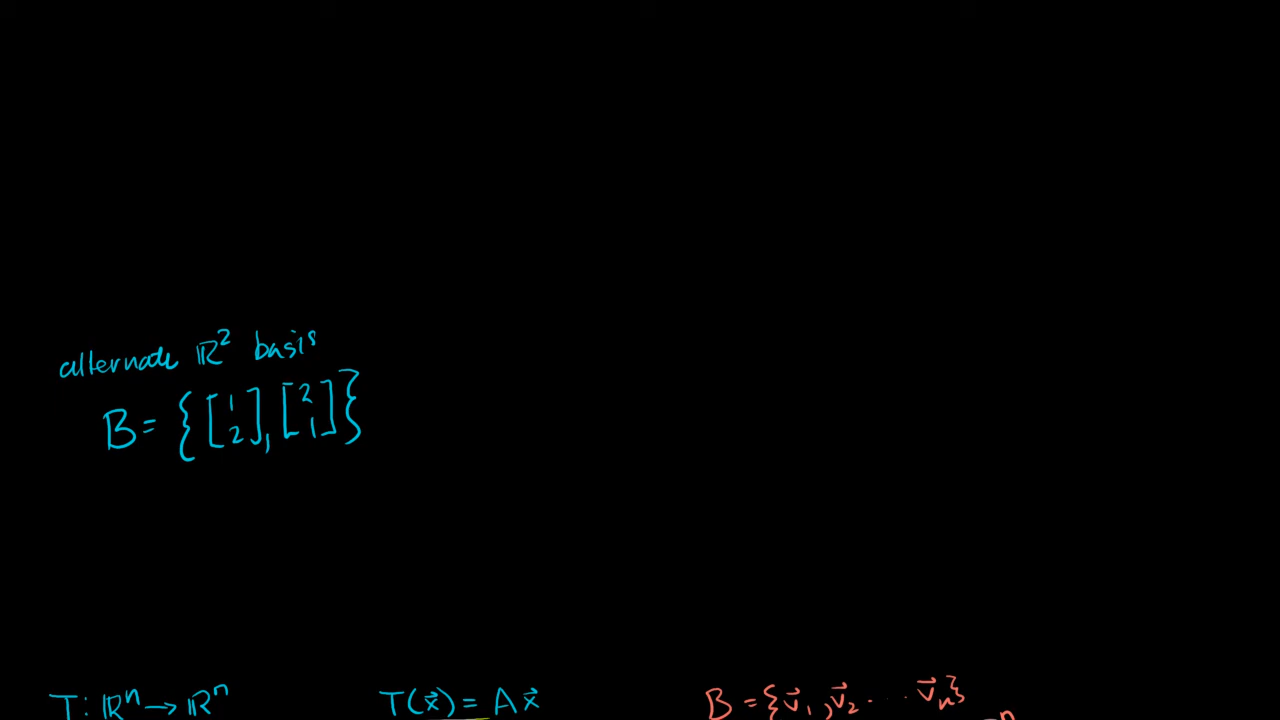 alternate ℝ² basis
B = {[1 2], [2 1]}
T: ℝⁿ → ℝⁿ T(x⃗) = Ax⃗ B = {v⃗₁, v⃗₂ ... v⃗ₙ}
n